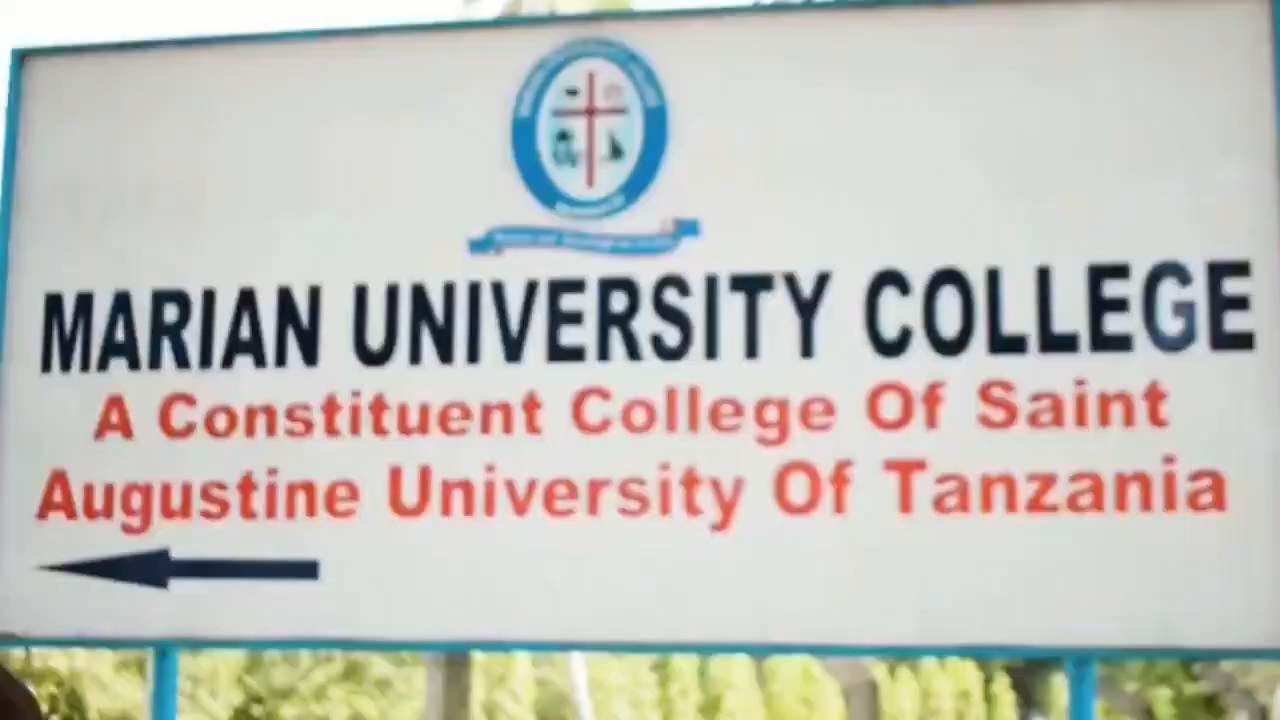 MARIAN UNIVERSITY COLLEGE
A Constituent College Of Saint
Augustine University Of Tanzania